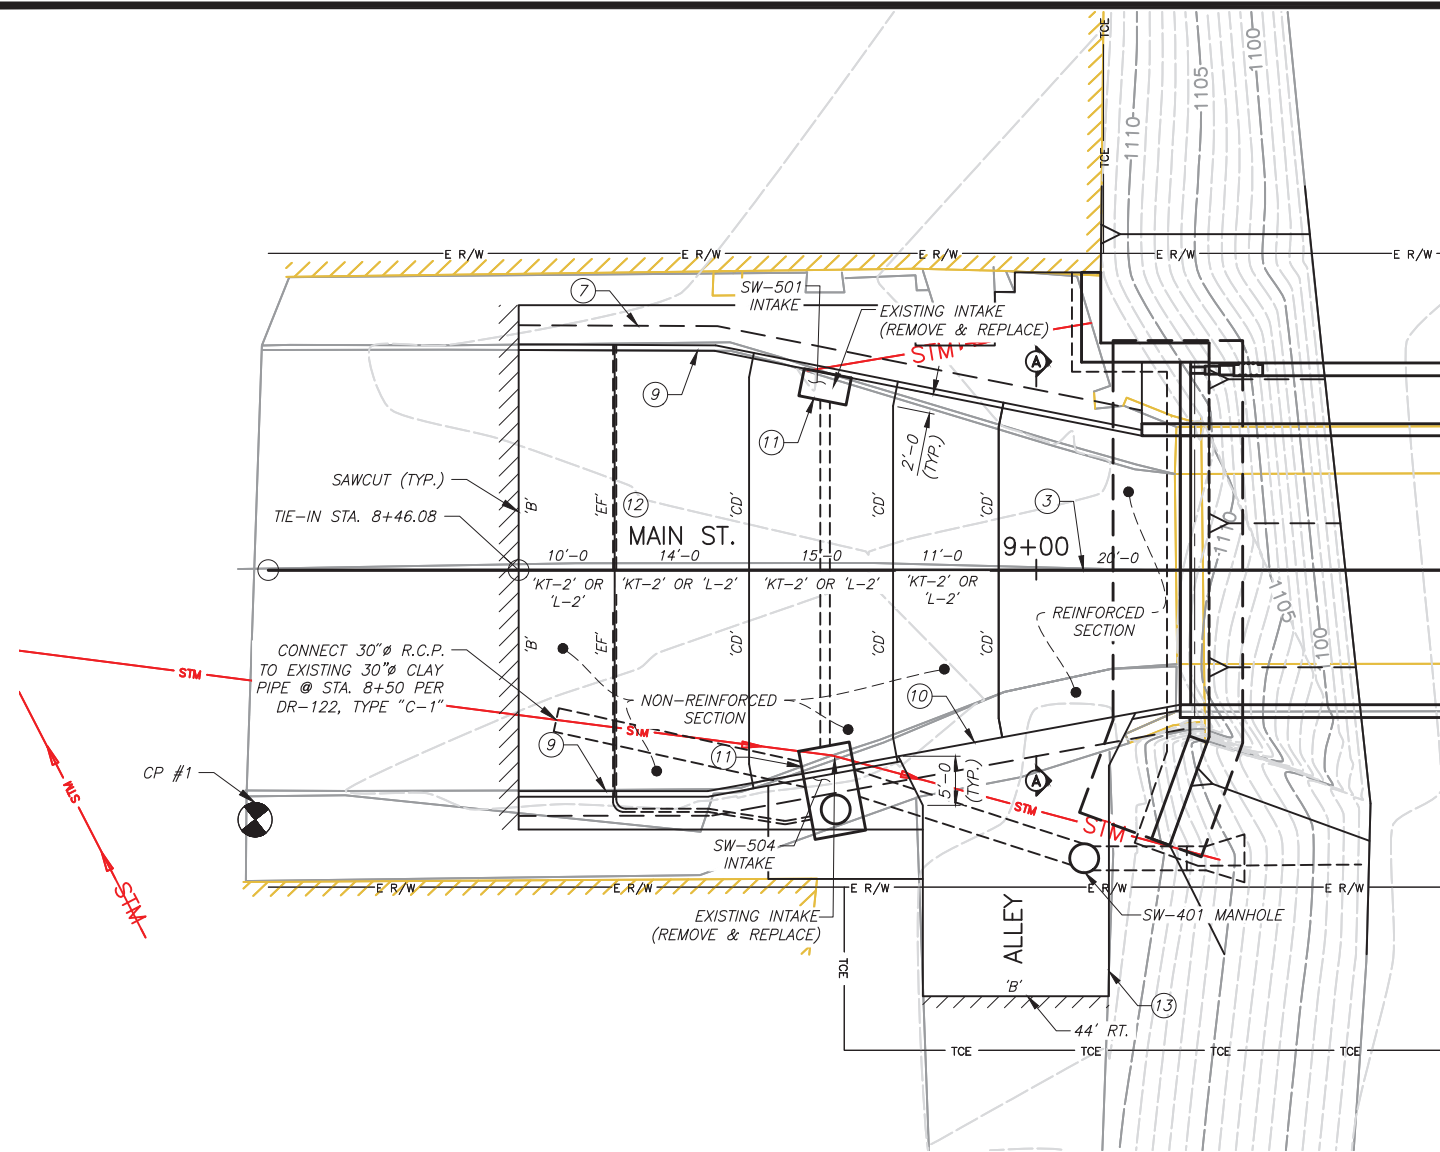 TCE
TCE
1110
1105
1100
E R/W
E R/W
E R/W
E R/W
E R/W
7
SW-501
INTAKE
EXISTING INTAKE
(REMOVE & REPLACE)
STM
A
9
11
2'-0
(TYP.)
SAWCUT (TYP.)
TIE-IN STA. 8+46.08
'B'
'EF'
12
'CD'
'CD'
'CD'
3
MAIN ST.
9+00
1110
10'-0
14'-0
15'-0
11'-0
20'-0
'KT-2' OR
'L-2'
'KT-2' OR 'L-2'
'KT-2' OR 'L-2'
'KT-2' OR
'L-2'
1105
REINFORCED
SECTION
1100
'B'
'EF'
'CD'
'CD'
'CD'
CONNECT 30"ø R.C.P.
TO EXISTING 30"ø CLAY
PIPE @ STA. 8+50 PER
DR-122, TYPE "C-1"
STM
NON-REINFORCED
SECTION
10
STM
9
11
CP #1
STM
5'-0
(TYP.)
A
STM
STM
SW-504
INTAKE
STM
E R/W
E R/W
E R/W
E R/W
E R/W
EXISTING INTAKE
(REMOVE & REPLACE)
SW-401 MANHOLE
ALLEY
TCE
'B'
13
44' RT.
TCE
TCE
TCE
TCE